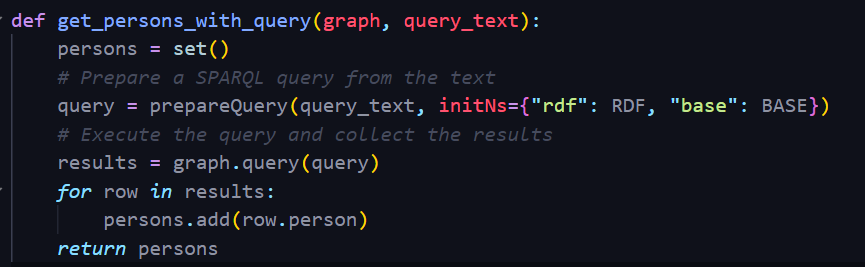 def get_persons_with_query(graph, query_text):
    persons = set()
    # Prepare a SPARQL query from the text
    query = prepareQuery(query_text, initNs={"rdf": RDF, "base": BASE})
    # Execute the query and collect the results
    results = graph.query(query)
    for row in results:
        persons.add(row.person)
    return persons